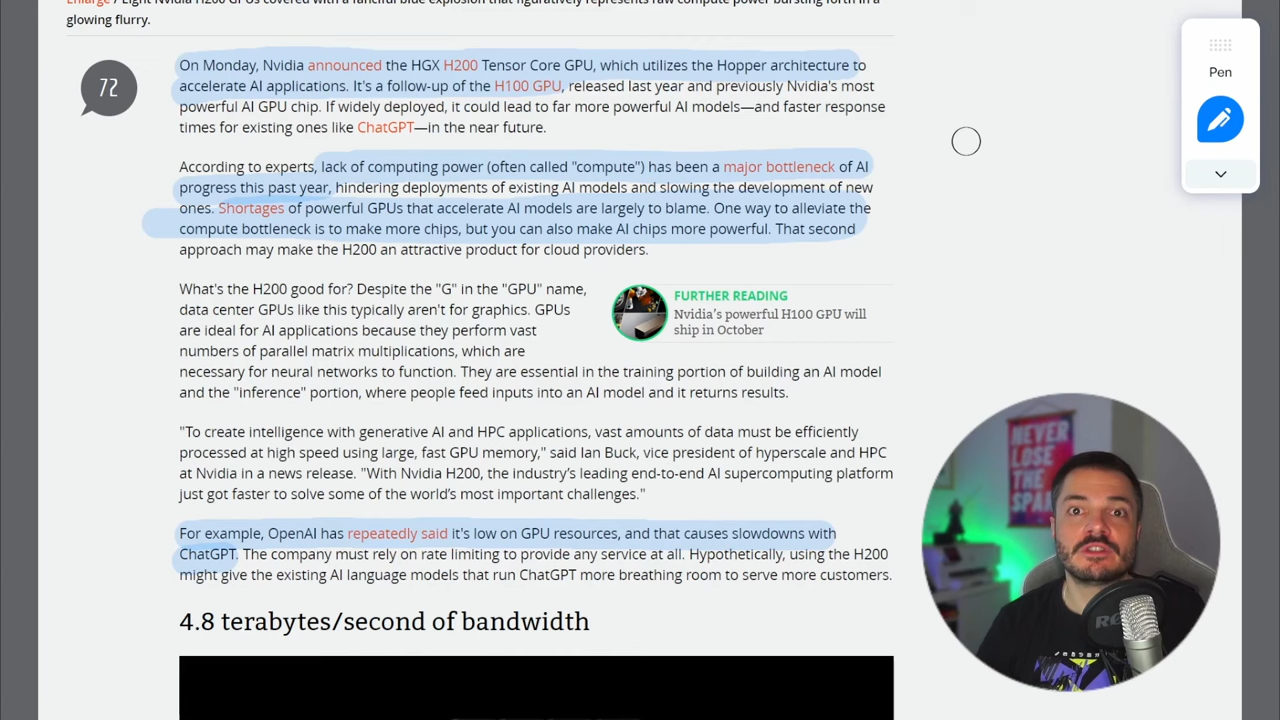 Enlarge / Eight Nvidia H200 GPUs covered with a fanciful blue explosion that figuratively represents raw compute power bursting forth in a
glowing flurry.
72
On Monday, Nvidia announced the HGX H200 Tensor Core GPU, which utilizes the Hopper architecture to
accelerate AI applications. It's a follow-up of the H100 GPU, released last year and previously Nvidia's most
powerful AI GPU chip. If widely deployed, it could lead to far more powerful AI models—and faster response
times for existing ones like ChatGPT—in the near future.
According to experts, lack of computing power (often called "compute") has been a major bottleneck of AI
progress this past year, hindering deployments of existing AI models and slowing the development of new
ones. Shortages of powerful GPUs that accelerate AI models are largely to blame. One way to alleviate the
compute bottleneck is to make more chips, but you can also make AI chips more powerful. That second
approach may make the H200 an attractive product for cloud providers.
What's the H200 good for? Despite the "G" in the "GPU" name,
data center GPUs like this typically aren't for graphics. GPUs
are ideal for AI applications because they perform vast
numbers of parallel matrix multiplications, which are
necessary for neural networks to function. They are essential in the training portion of building an AI model
and the "inference" portion, where people feed inputs into an AI model and it returns results.
FURTHER READING
Nvidia's powerful H100 GPU will
ship in October
"To create intelligence with generative AI and HPC applications, vast amounts of data must be efficiently
processed at high speed using large, fast GPU memory," said Ian Buck, vice president of hyperscale and HPC
at Nvidia in a news release. "With Nvidia H200, the industry's leading end-to-end AI supercomputing platform
just got faster to solve some of the world's most important challenges."
For example, OpenAI has repeatedly said it's low on GPU resources, and that causes slowdowns with
ChatGPT. The company must rely on rate limiting to provide any service at all. Hypothetically, using the H200
might give the existing AI language models that run ChatGPT more breathing room to serve more customers.
4.8 terabytes/second of bandwidth
Pen
NEVER
LOSE
THE